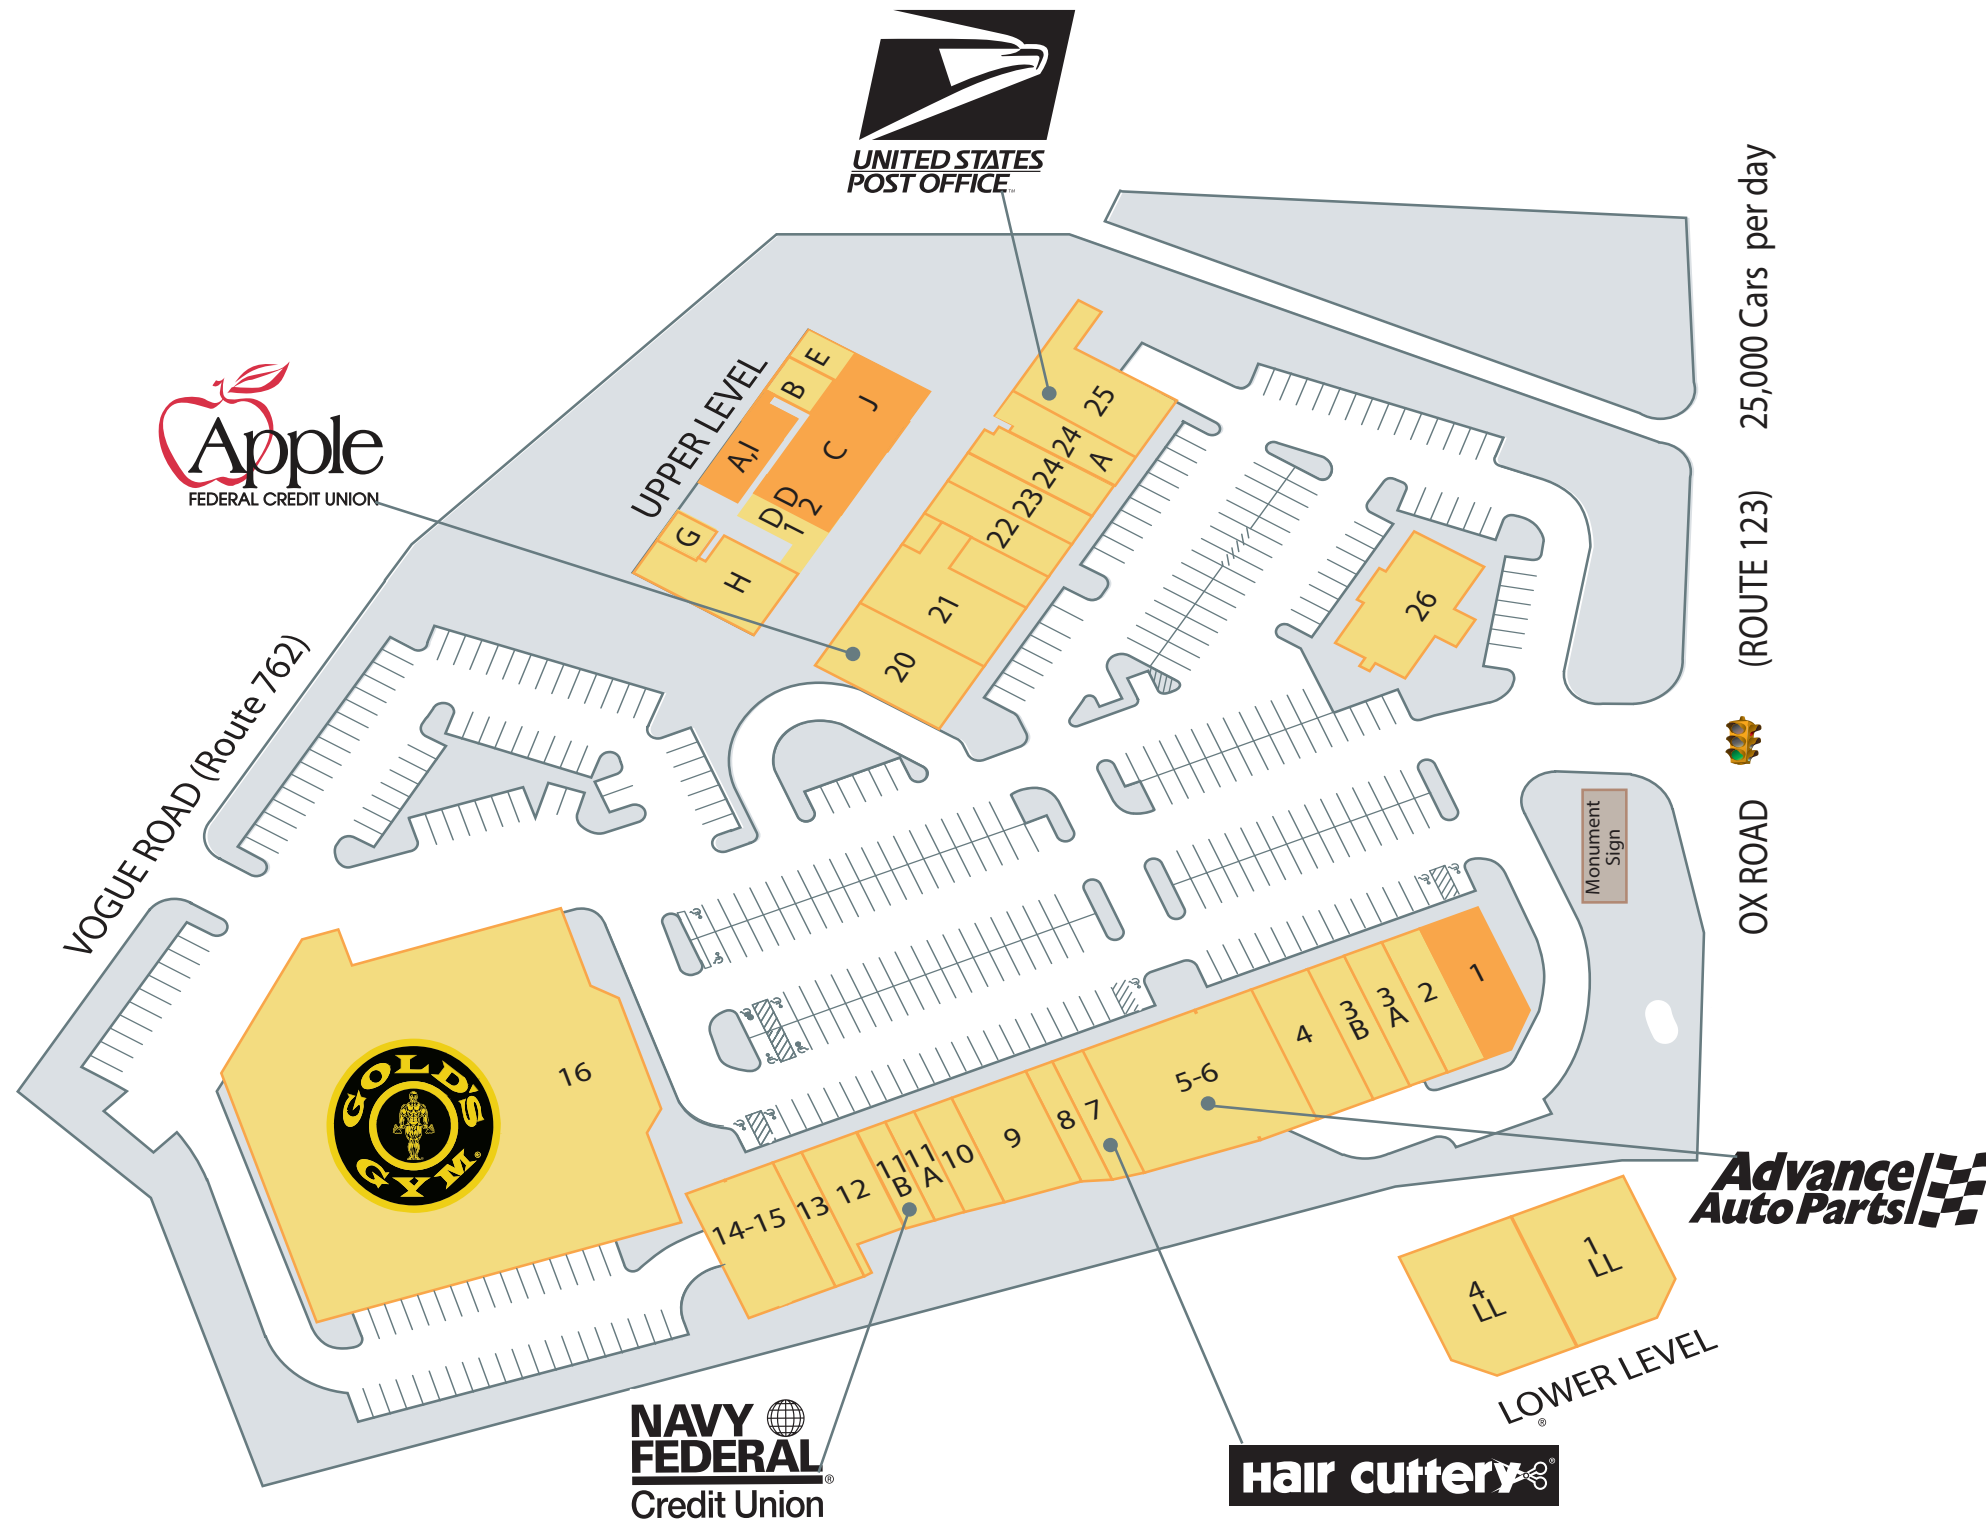 UNITED STATES
POST OFFICE™
25,000 Cars per day
(ROUTE 123)
OX ROAD
Apple
FEDERAL CREDIT UNION
UPPER LEVEL
E
B
J
A,I
C
D
2
D
1
G
H
25
24
A
24
23
22
21
20
26
VOGUE ROAD (Route 762)
Monument
Sign
GOLD'S
GYM®
16
1
2
3
A
3
B
4
5-6
7
8
9
10
11
A
11
B
12
13
14-15
Advance
Auto Parts
1
LL
4
LL
LOWER LEVEL
®
NAVY
FEDERAL®
Credit Union
Hair Cuttery®